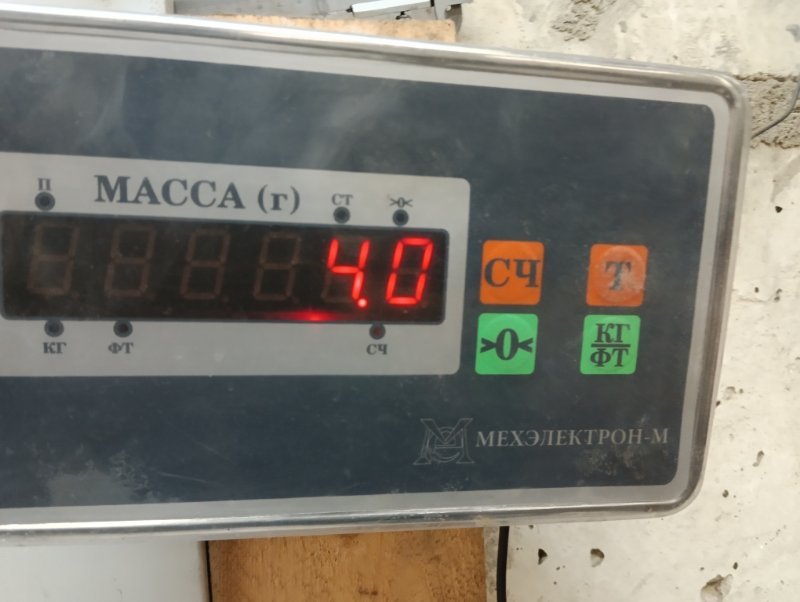 П
МАССА (г)
СТ
>0<
4.0
СЧ
Т
КГ
ФТ
СЧ
>0<
КГ
ФТ
МЕХЭЛЕКТРОН-М